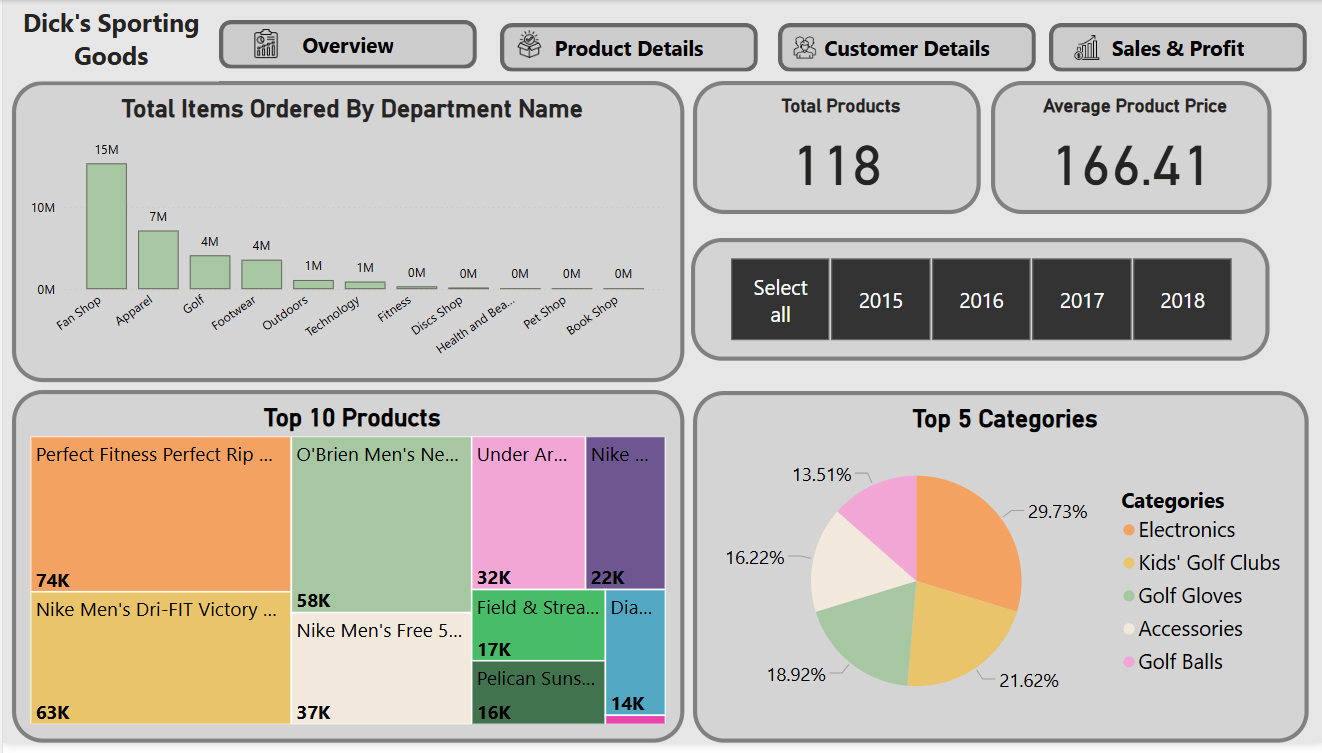 Dick's Sporting
Goods
Overview
Product Details
Customer Details
Sales & Profit
Total Items Ordered By Department Name
15M
7M
4M
4M
1M
1M
0M
0M
0M
0M
0M
10M
0M
Fan Shop
Apparel
Golf
Footwear
Outdoors
Technology
Fitness
Discs Shop
Health and Bea...
Pet Shop
Book Shop
Total Products
118
Average Product Price
166.41
Select
all
2015
2016
2017
2018
Top 10 Products
Perfect Fitness Perfect Rip ...
74K
Nike Men's Dri-FIT Victory ...
63K
O'Brien Men's Ne...
58K
Nike Men's Free 5...
37K
Under Ar...
32K
Nike ...
22K
Field & Strea...
17K
Pelican Suns...
16K
Dia...
14K
Top 5 Categories
13.51%
29.73%
16.22%
18.92%
21.62%
Categories
Electronics
Kids' Golf Clubs
Golf Gloves
Accessories
Golf Balls